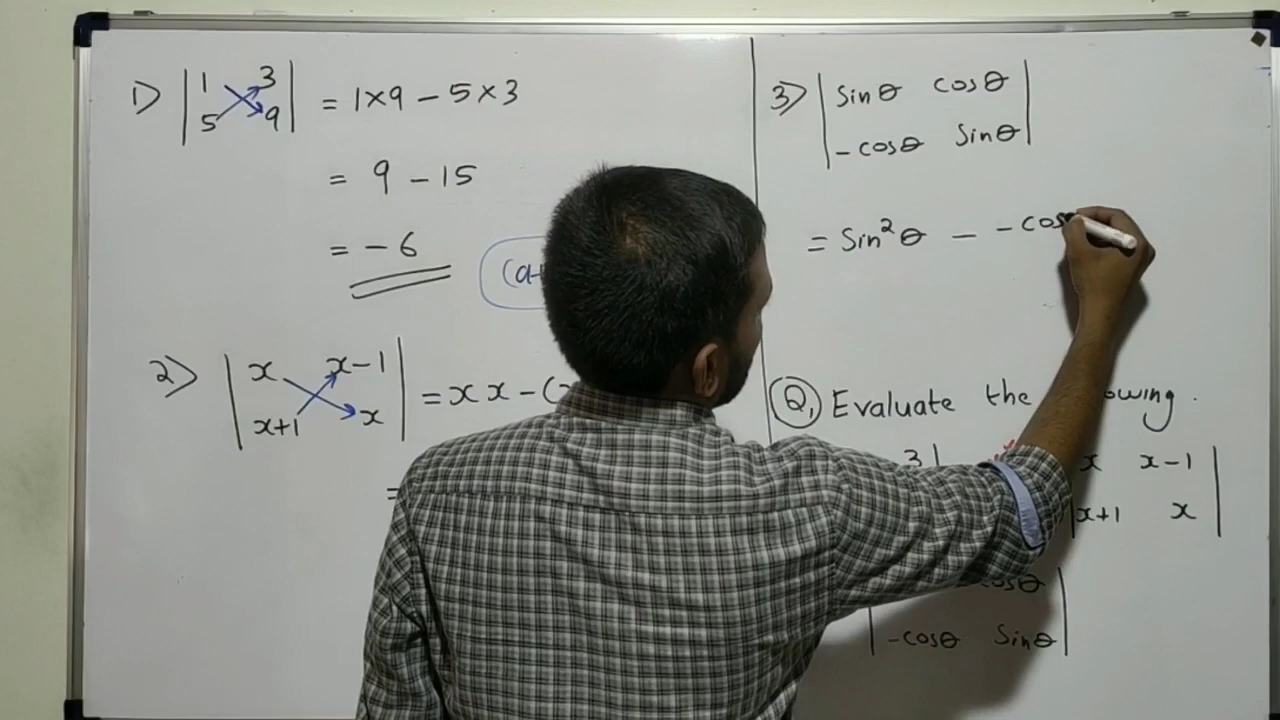 1) | 1 3 | = 1×9 − 5×3
| 5 9 |
= 9 − 15
= −6
(a
2) | x x−1 | = x x − (
| x+1 x |
=
3) | Sinθ cosθ |
| -cosθ Sinθ |
= Sin²θ − -cos
Q, Evaluate the owing.
3 |
x x−1 |
| x+1 x |
cosθ |
| -cosθ Sinθ |